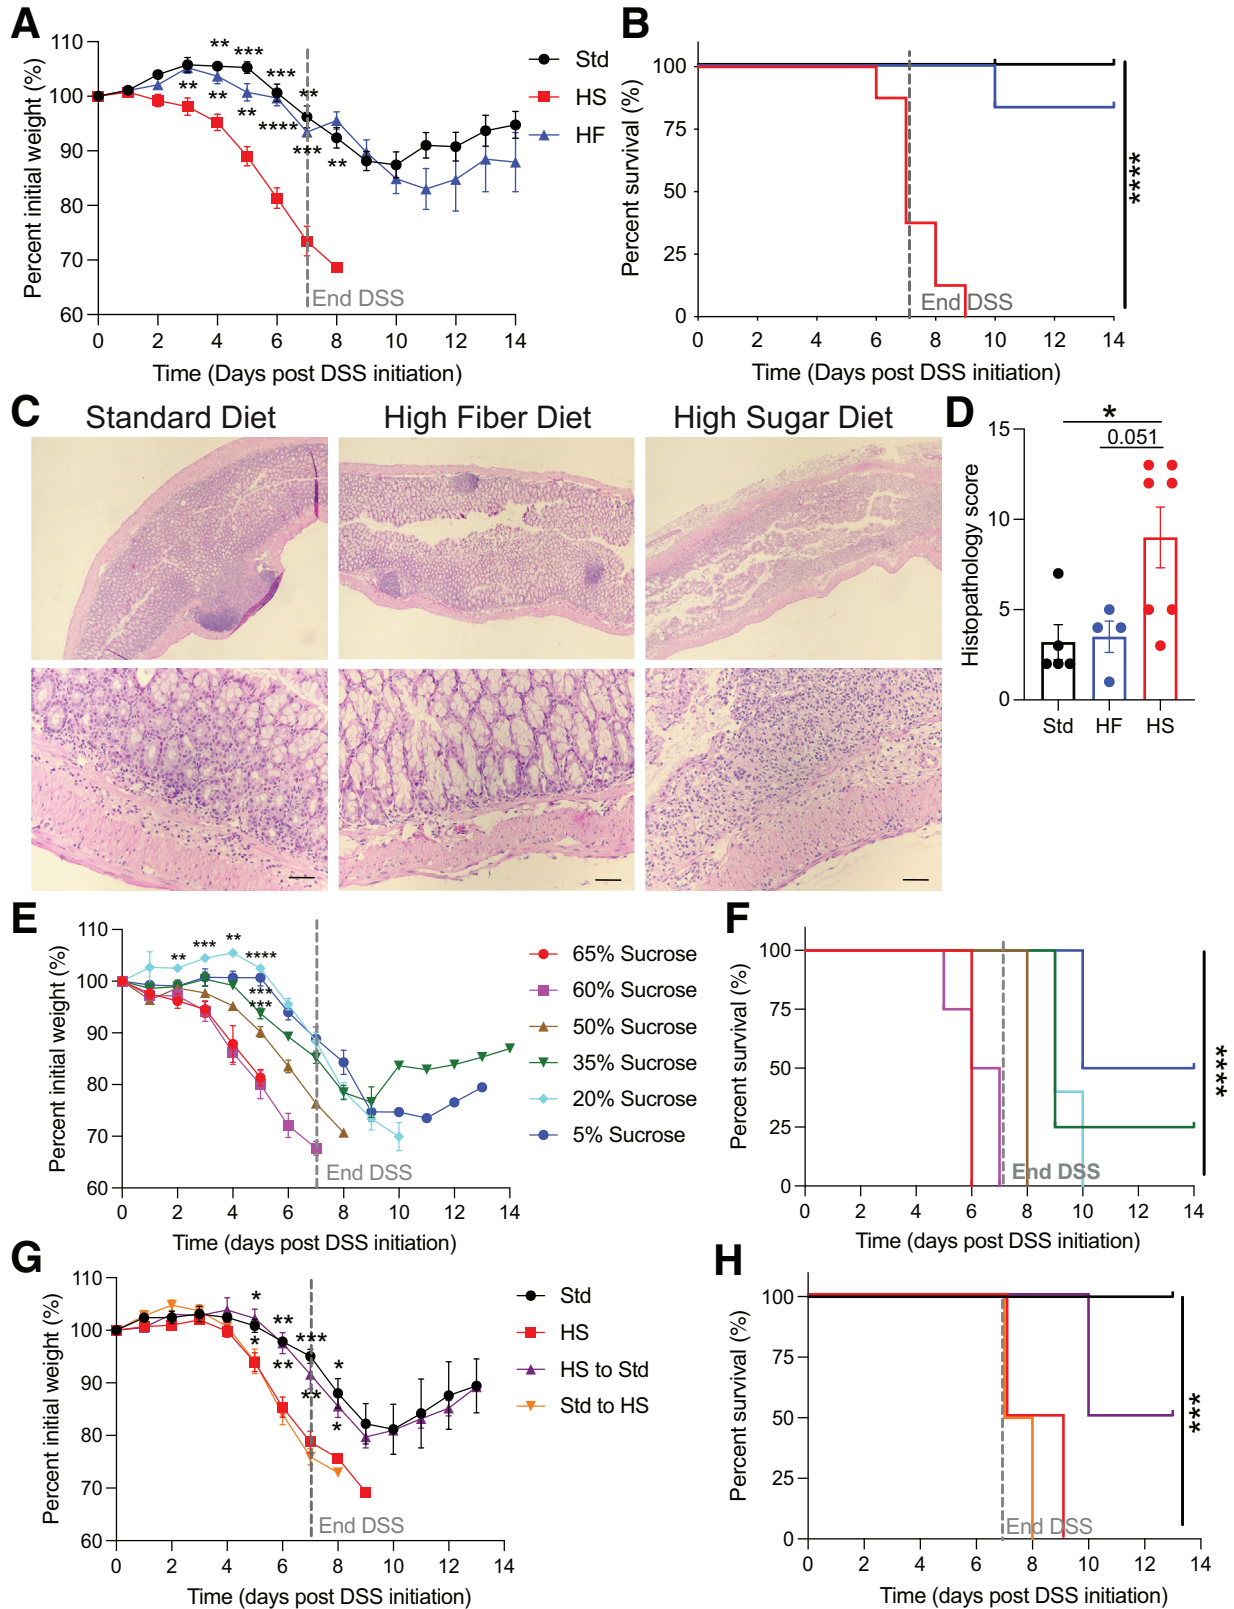 A
Percent initial weight (%)
110
100
90
80
70
60
** ***
***
**
**
**
**
****
***
**
End DSS
0 2 4 6 8 10 12 14
Time (Days post DSS initiation)
Std
HS
HF
B
Percent survival (%)
100
75
50
25
0
End DSS
****
0 2 4 6 8 10 12 14
Time (Days post DSS initiation)
C
Standard Diet High Fiber Diet High Sugar Diet
D
Histopathology score
15
10
5
0
*
0.051
Std HF HS
E
Percent initial weight (%)
110
100
90
80
70
60
** *** ** ****
***
***
End DSS
0 2 4 6 8 10 12 14
Time (days post DSS initiation)
65% Sucrose
60% Sucrose
50% Sucrose
35% Sucrose
20% Sucrose
5% Sucrose
F
Percent survival (%)
100
75
50
25
0
End DSS
****
0 2 4 6 8 10 12 14
Time (days post DSS initiation)
G
Percent initial weight (%)
110
100
90
80
70
60
*
**
***
*
*
**
**
*
End DSS
0 2 4 6 8 10 12 14
Time (days post DSS initiation)
Std
HS
HS to Std
Std to HS
H
Percent survival (%)
100
75
50
25
0
End DSS
***
0 2 4 6 8 10 12 14
Time (days post DSS initiation)